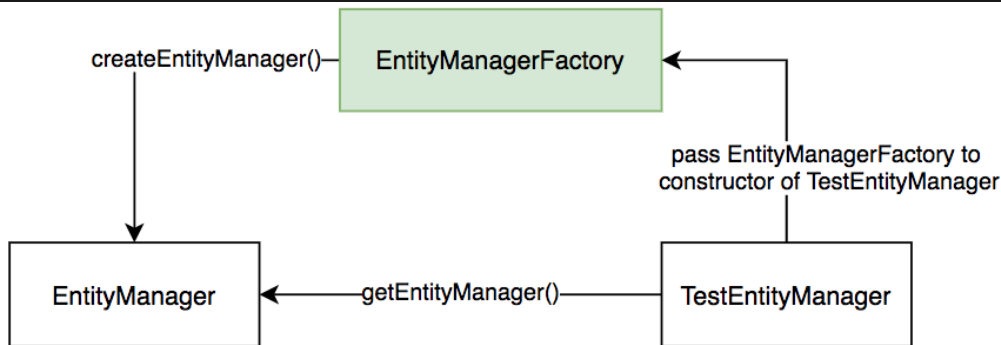 createEntityManager()
EntityManagerFactory
pass EntityManagerFactory to
constructor of TestEntityManager
EntityManager
getEntityManager()
TestEntityManager